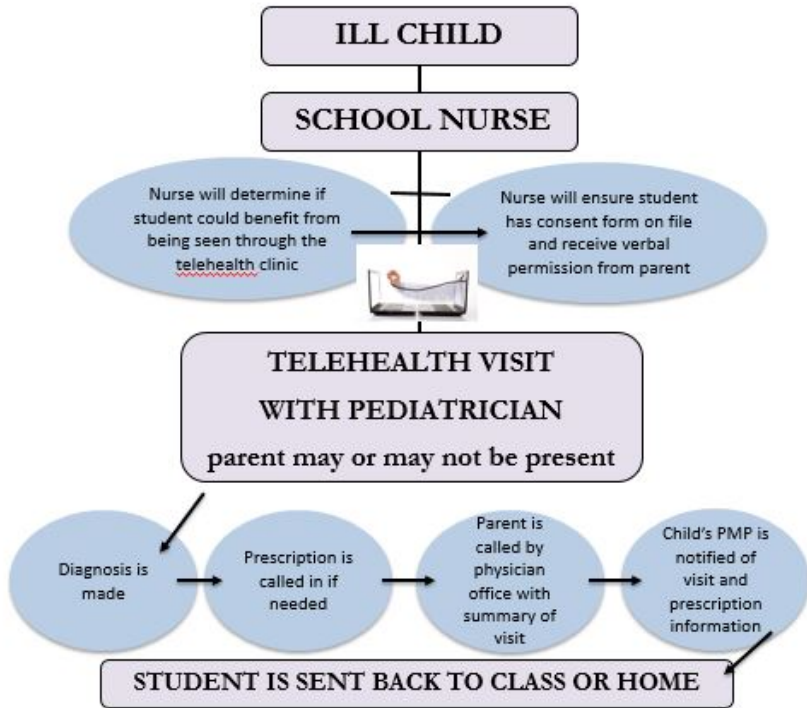 ILL CHILD
SCHOOL NURSE
Nurse will determine if
student could benefit from
being seen through the
telehealth clinic
Nurse will ensure student
has consent form on file
and receive verbal
permission from parent
TELEHEALTH VISIT
WITH PEDIATRICIAN
parent may or may not be present
Diagnosis is
made
Prescription is
called in if
needed
Parent is
called by
physician
office with
summary of
visit
Child's PMP is
notified of
visit and
prescription
information
STUDENT IS SENT BACK TO CLASS OR HOME